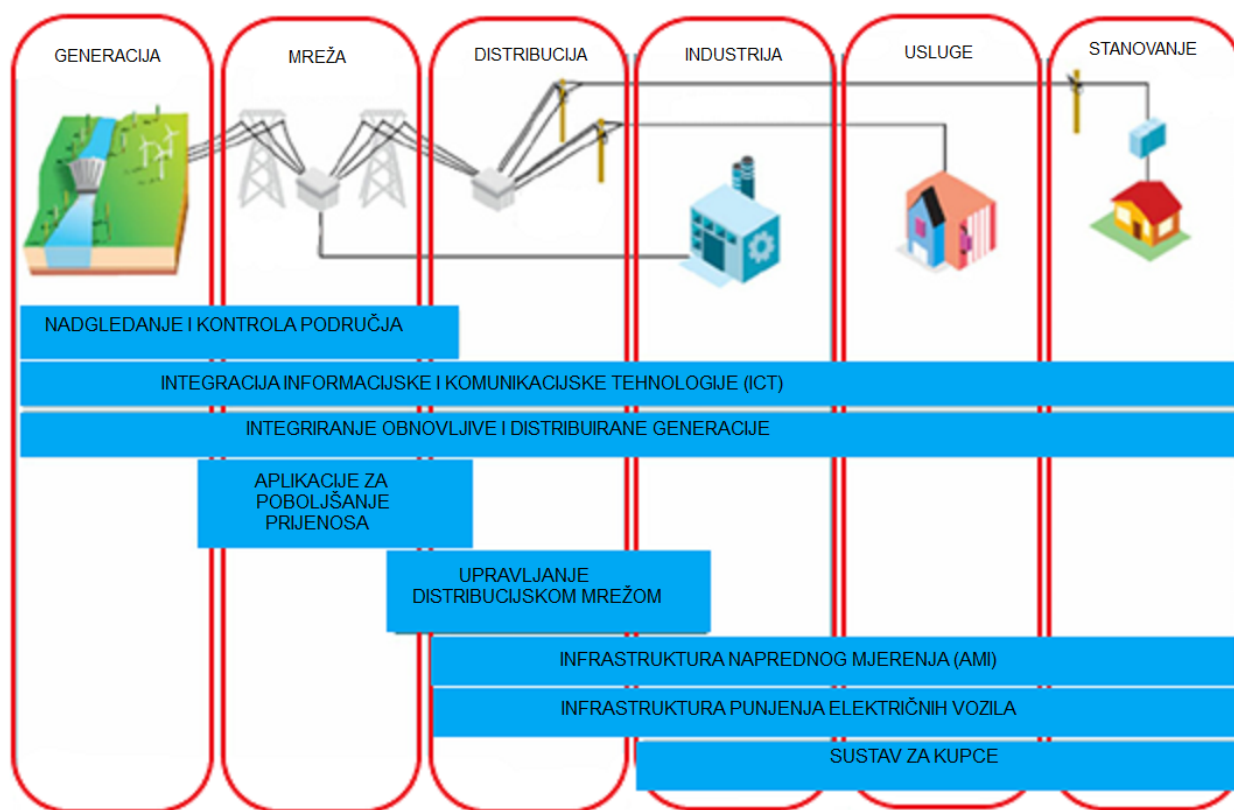 GENERACIJA
MREŽA
DISTRIBUCIJA
INDUSTRIJA
USLUGE
STANOVANJE
NADGLEDANJE I KONTROLA PODRUČJA
INTEGRACIJA INFORMACIJSKE I KOMUNIKACIJSKE TEHNOLOGIJE (ICT)
INTEGRIRANJE OBNOVLJIVE I DISTRIBUIRANE GENERACIJE
APLIKACIJE ZA
POBOLJŠANJE
PRIJENOSA
UPRAVLJANJE
DISTRIBUCIJSKOM MREŽOM
INFRASTRUKTURA NAPREDNOG MJERENJA (AMI)
INFRASTRUKTURA PUNJENJA ELEKTRIČNIH VOZILA
SUSTAV ZA KUPCE